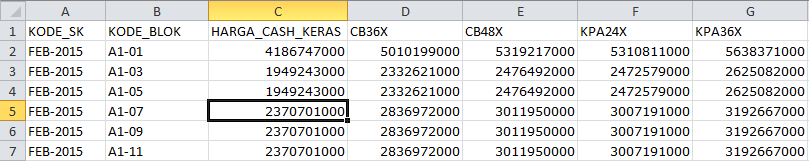 A B C D E F G
1 KODE_SK KODE_BLOK HARGA_CASH_KERAS CB36X CB48X KPA24X KPA36X
2 FEB-2015 A1-01 4186747000 5010199000 5319217000 5310811000 5638371000
3 FEB-2015 A1-03 1949243000 2332621000 2476492000 2472579000 2625082000
4 FEB-2015 A1-05 1949243000 2332621000 2476492000 2472579000 2625082000
5 FEB-2015 A1-07 2370701000 2836972000 3011950000 3007191000 3192667000
6 FEB-2015 A1-09 2370701000 2836972000 3011950000 3007191000 3192667000
7 FEB-2015 A1-11 2370701000 2836972000 3011950000 3007191000 3192667000